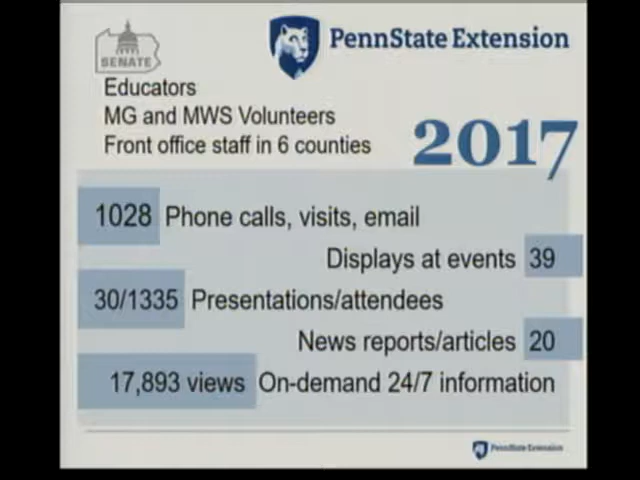 SENATE
PennState Extension
Educators
MG and MWS Volunteers
Front office staff in 6 counties
2017
1028 Phone calls, visits, email
Displays at events 39
30/1335 Presentations/attendees
News reports/articles 20
17,893 views On-demand 24/7 information
PennState Extension